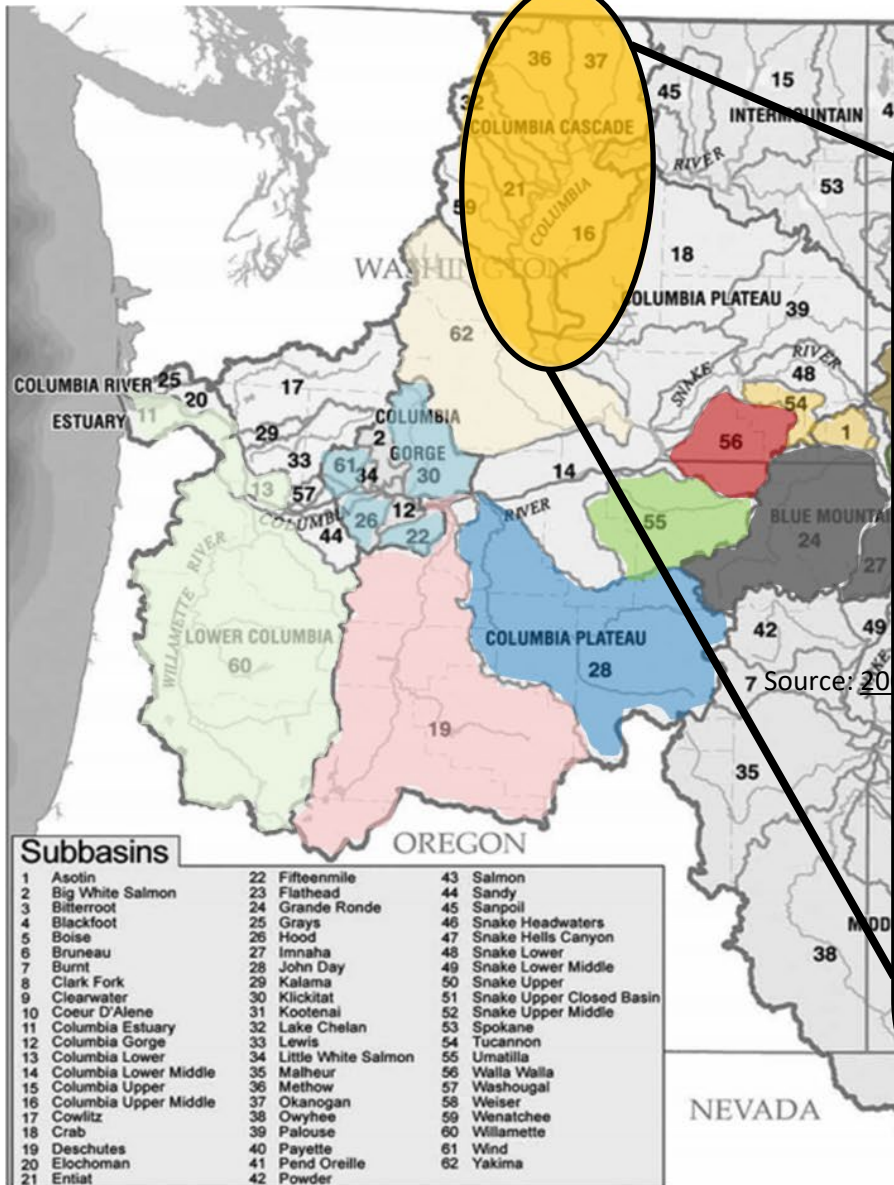 36 37
15
45
4
32
INTERMOUNTAIN
COLUMBIA CASCADE
RIVER
53
21
59
COLUMBIA
16
18
WASHINGTON
COLUMBIA PLATEAU
39
62
RIVER
COLUMBIA RIVER 25
48
SNAKE
17
20
54
ESTUARY
11
COLUMBIA
2
1
29
GORGE
56
33
61
34
30
14
13
57
12
RIVER
COLUMBIA
26
55
BLUE MOUNTAI
44
22
24
RIVER
27
WILLAMETTE
LOWER COLUMBIA
COLUMBIA PLATEAU
42
49
60
28
7
Source: 20
19
35
OREGON
MIDD
38
NEVADA
Subbasins
1 Asotin
2 Big White Salmon
3 Bitterroot
4 Blackfoot
5 Boise
6 Bruneau
7 Burnt
8 Clark Fork
9 Clearwater
10 Coeur D'Alene
11 Columbia Estuary
12 Columbia Gorge
13 Columbia Lower
14 Columbia Lower Middle
15 Columbia Upper
16 Columbia Upper Middle
17 Cowlitz
18 Crab
19 Deschutes
20 Elochoman
21 Entiat
22 Fifteenmile
23 Flathead
24 Grande Ronde
25 Grays
26 Hood
27 Imnaha
28 John Day
29 Kalama
30 Klickitat
31 Kootenai
32 Lake Chelan
33 Lewis
34 Little White Salmon
35 Malheur
36 Methow
37 Okanogan
38 Owyhee
39 Palouse
40 Payette
41 Pend Oreille
42 Powder
43 Salmon
44 Sandy
45 Sanpoil
46 Snake Headwaters
47 Snake Hells Canyon
48 Snake Lower
49 Snake Lower Middle
50 Snake Upper
51 Snake Upper Closed Basin
52 Snake Upper Middle
53 Spokane
54 Tucannon
55 Umatilla
56 Walla Walla
57 Washougal
58 Weiser
59 Wenatchee
60 Willamette
61 Wind
62 Yakima